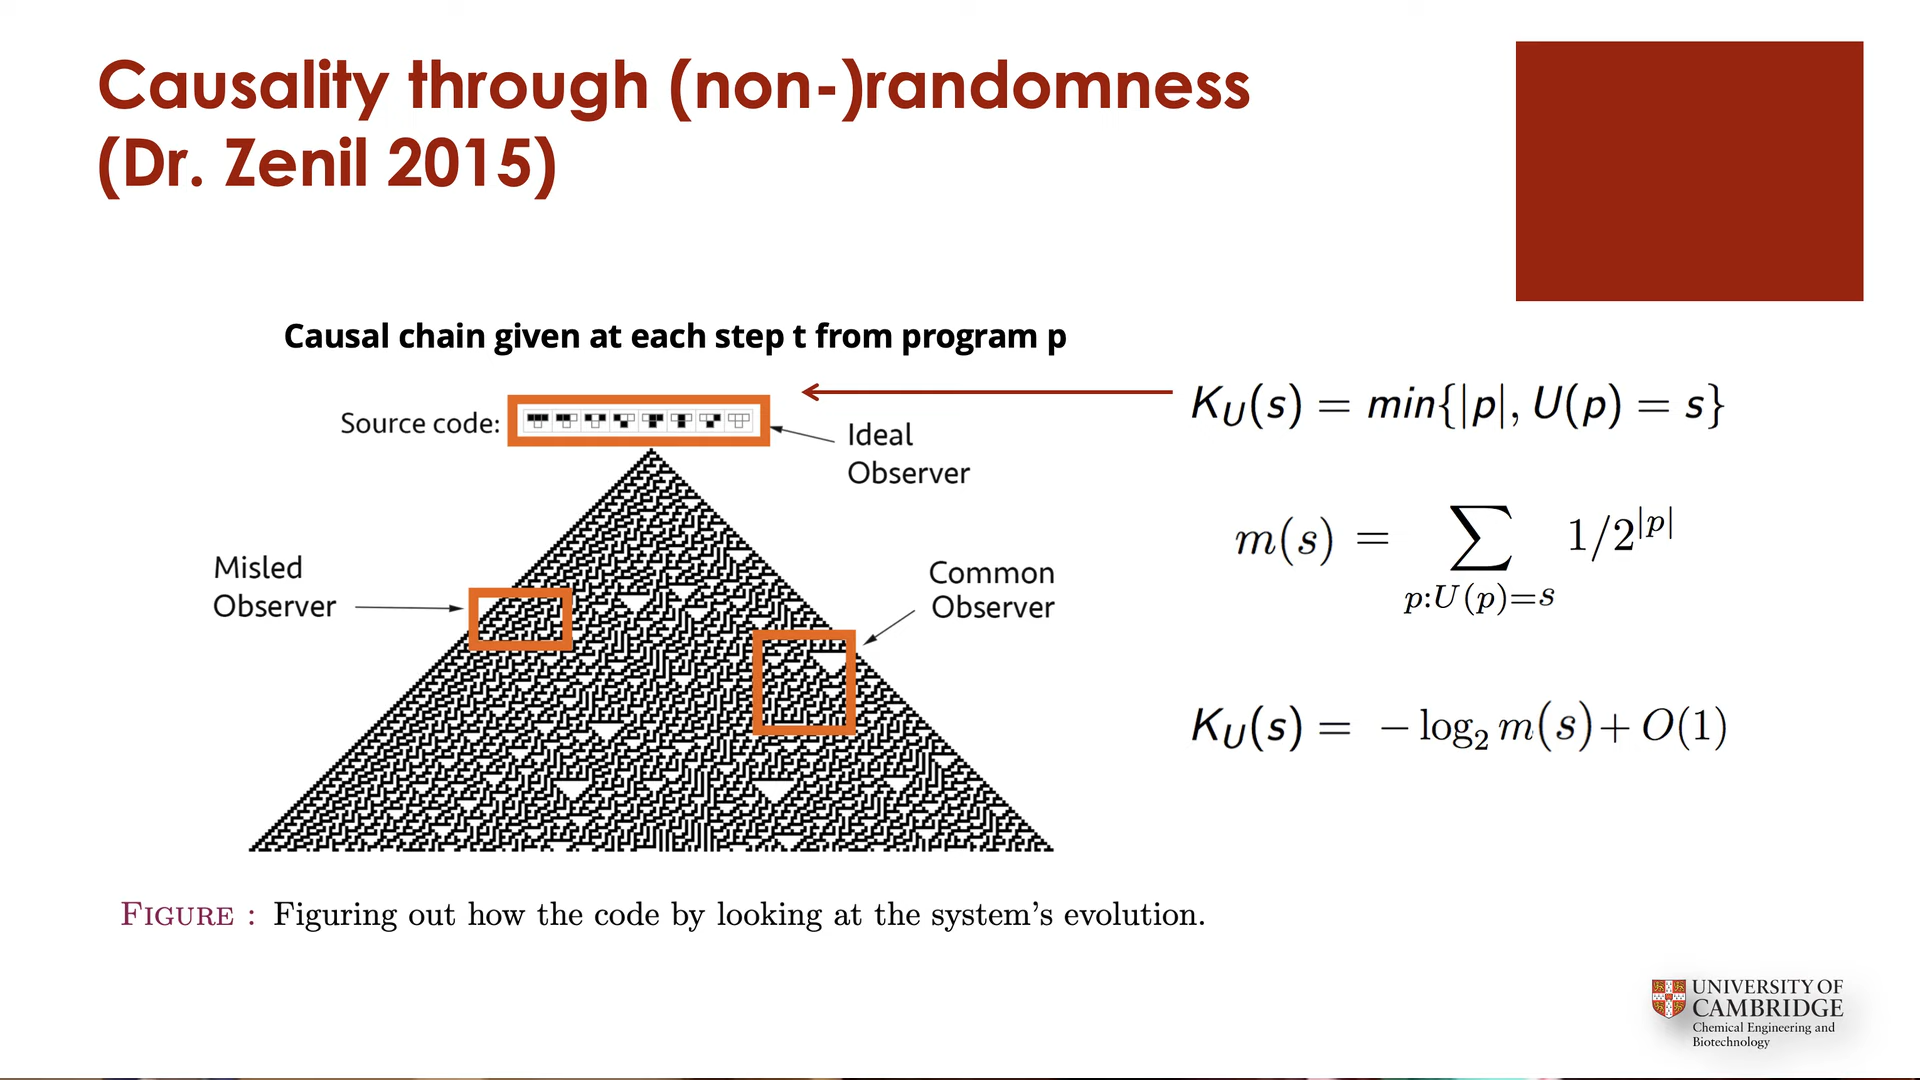 Causality through (non-)randomness
(Dr. Zenil 2015)
Causal chain given at each step t from program p
Source code:
Ideal
Observer
Misled
Observer
Common
Observer
K_U(s) = min{|p|, U(p) = s}
m(s) = ∑_{p:U(p)=s} 1/2^{|p|}
K_U(s) = −log₂ m(s) + O(1)
FIGURE : Figuring out how the code by looking at the system's evolution.
UNIVERSITY OF
CAMBRIDGE
Chemical Engineering and
Biotechnology